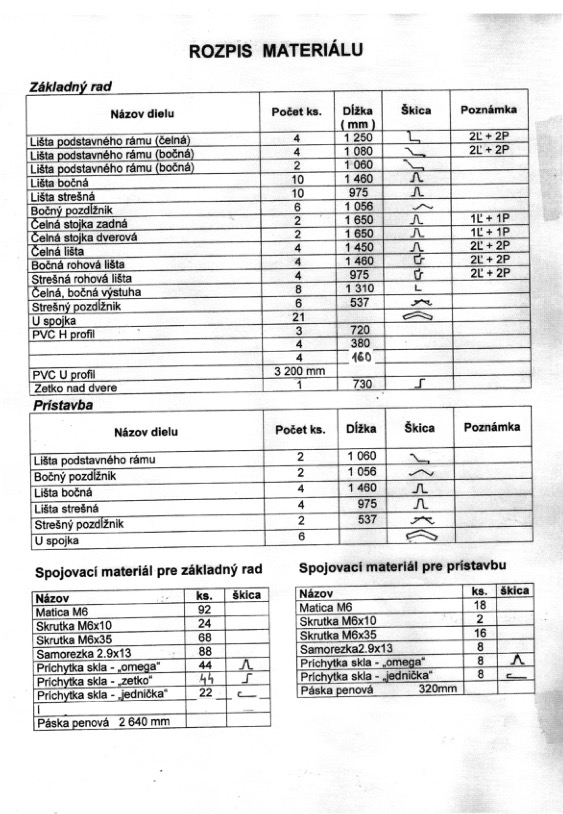 ROZPIS MATERIÁLU
Základný rad
Názov dielu Počet ks. Dĺžka ( mm ) Škica Poznámka
Lišta podstavného rámu (čelná) 4 1 250 2Ľ + 2P
Lišta podstavného rámu (bočná) 4 1 080 2Ľ + 2P
Lišta podstavného rámu (bočná) 2 1 060
Lišta bočná 10 1 460
Lišta strešná 10 975
Bočný pozdĺžnik 6 1 056
Čelná stojka zadná 2 1 650 1Ľ + 1P
Čelná stojka dverová 2 1 650 1Ľ + 1P
Čelná lišta 4 1 450 2Ľ + 2P
Bočná rohová lišta 4 1 460 2Ľ + 2P
Strešná rohová lišta 4 975 2Ľ + 2P
Čelná, bočná výstuha 8 1 310
Strešný pozdĺžnik 6 537
U spojka 21
PVC H profil 3 720
4 380
4 160
PVC U profil 3 200 mm
Zetko nad dvere 1 730
Prístavba
Názov dielu Počet ks. Dĺžka Škica Poznámka
Lišta podstavného rámu 2 1 060
Bočný pozdĺžnik 2 1 056
Lišta bočná 4 1 460
Lišta strešná 4 975
Strešný pozdĺžnik 2 537
U spojka 6
Spojovací materiál pre základný rad
Názov ks. škica
Matica M6 92
Skrutka M6x10 24
Skrutka M6x35 68
Samorezka 2.9x13 88
Príchytka skla - „omega“ 44
Príchytka skla - „zetko“ 44
Príchytka skla - „jednička“ 22
Páska penová 2 640 mm
Spojovací materiál pre prístavbu
Názov ks. škica
Matica M6 18
Skrutka M6x10 2
Skrutka M6x35 16
Samorezka2.9x13 8
Príchytka skla - „omega“ 8
Príchytka skla - „jednička“ 8
Páska penová 320mm